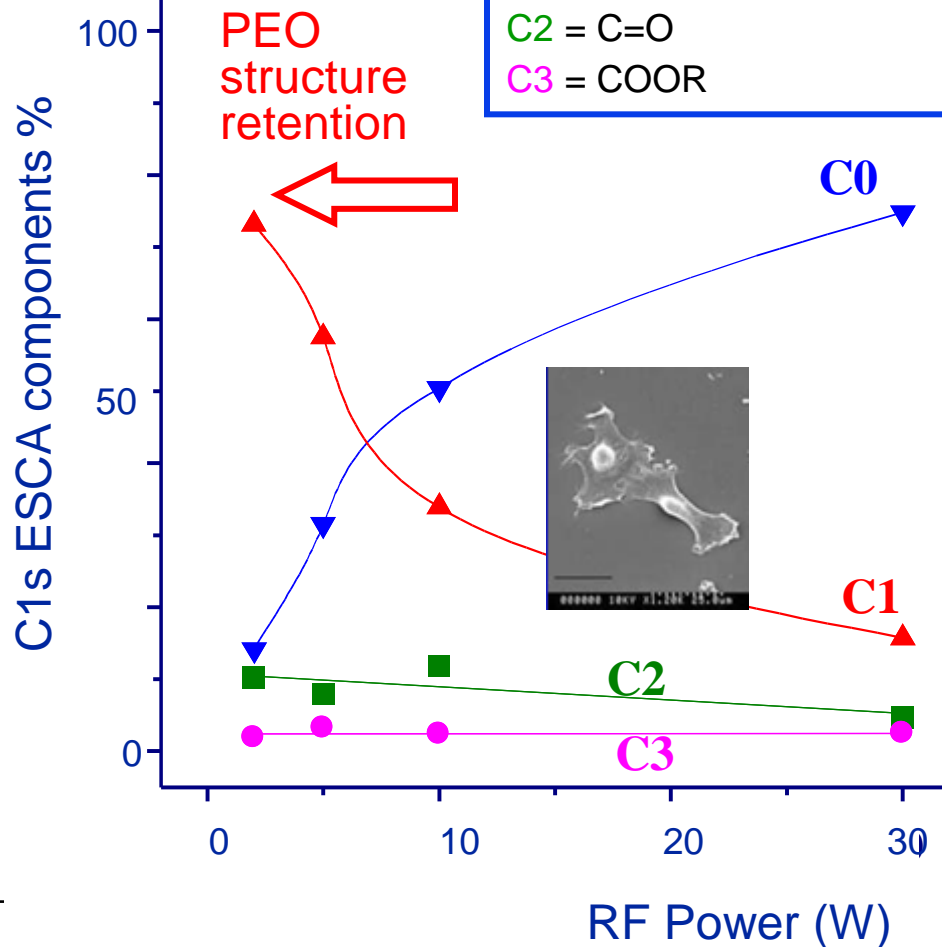 100
PEO
structure
retention
C2 = C=O
C3 = COOR
C0
50
C1
C2
C3
0
C1s ESCA components %
0
10
20
30
RF Power (W)